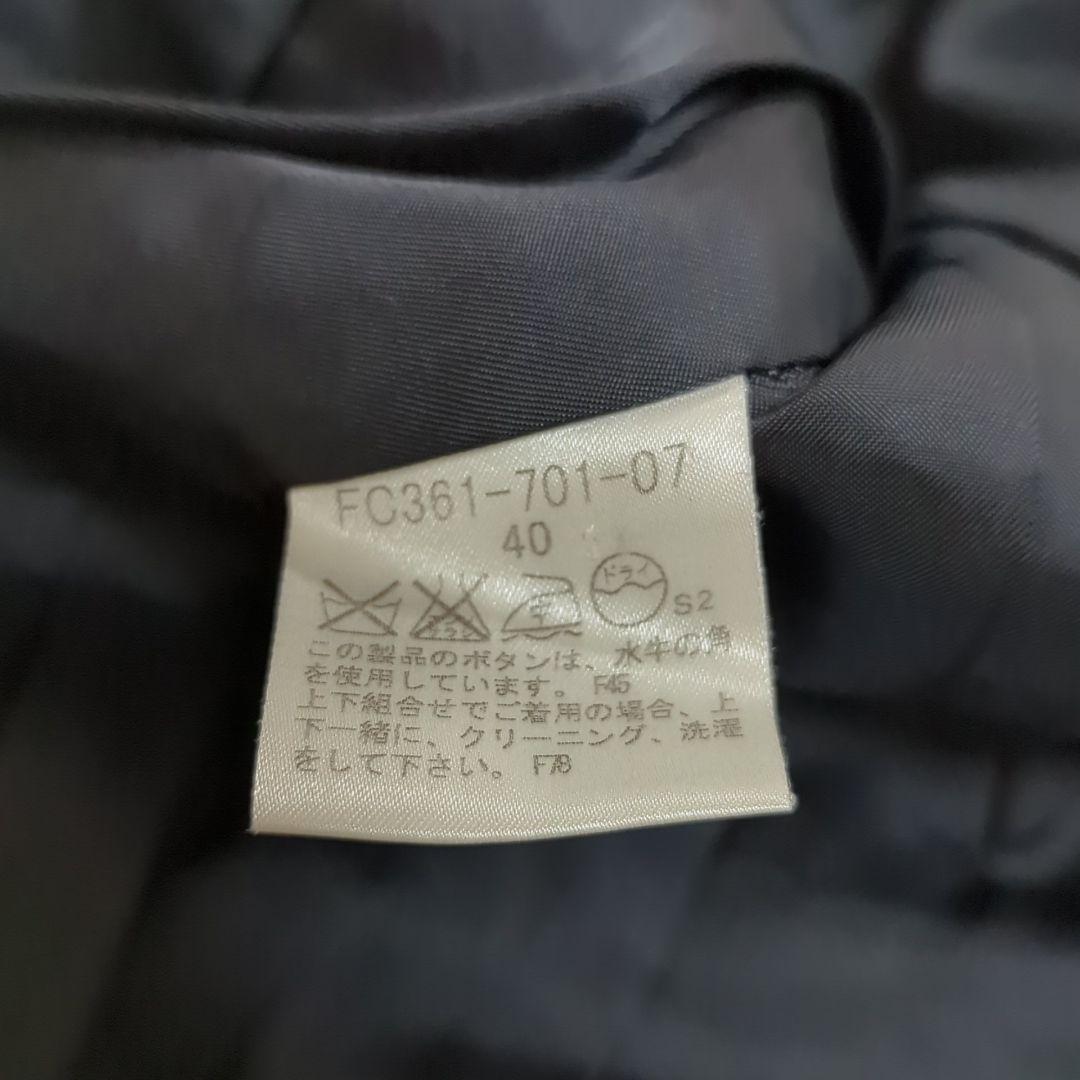 FC361-701-07
40
エンソ ドライ S2
この製品のボタンは、水牛の角
を使用しています。 F45
上下組合せでご着用の場合、上
下一緒に、クリーニング、洗濯
をして下さい。 F78